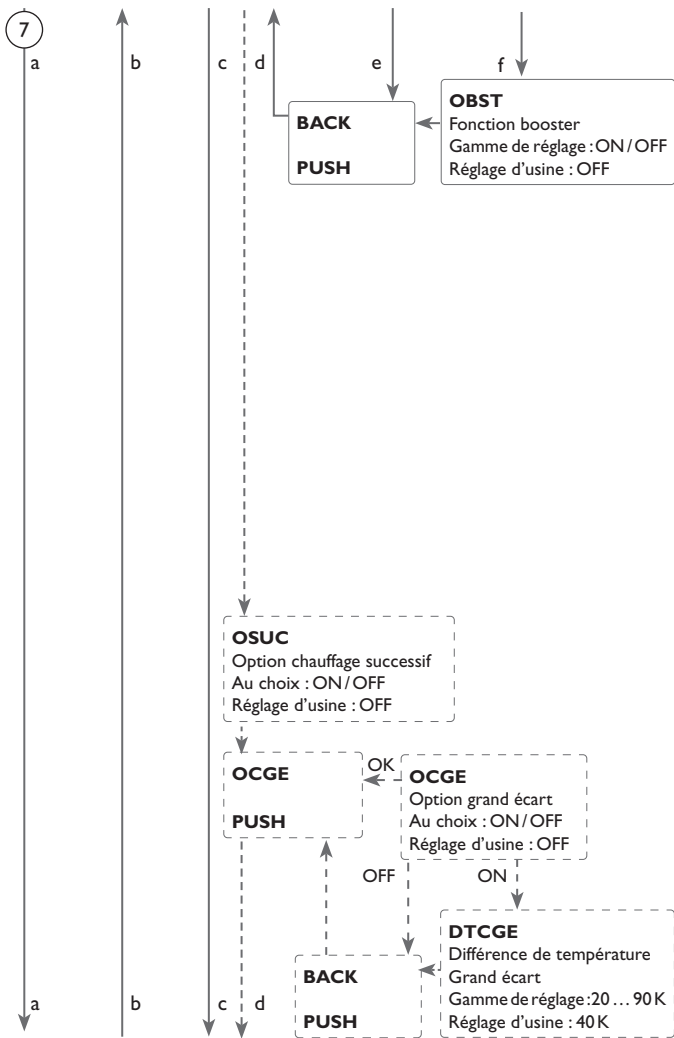 7
a b c d e f
OBST
Fonction booster
Gamme de réglage : ON / OFF
Réglage d'usine : OFF
BACK
PUSH
OSUC
Option chauffage successif
Au choix : ON / OFF
Réglage d'usine : OFF
OCGE
PUSH
OK
OCGE
Option grand écart
Au choix : ON / OFF
Réglage d'usine : OFF
OFF ON
DTCGE
Différence de température
Grand écart
Gamme de réglage : 20 … 90 K
Réglage d'usine : 40 K
BACK
PUSH
a b c d